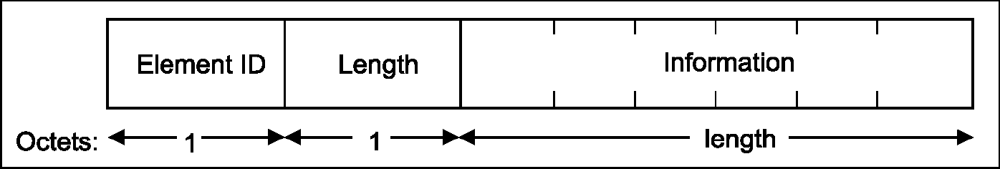 Element ID Length Information
Octets: 1 1 length